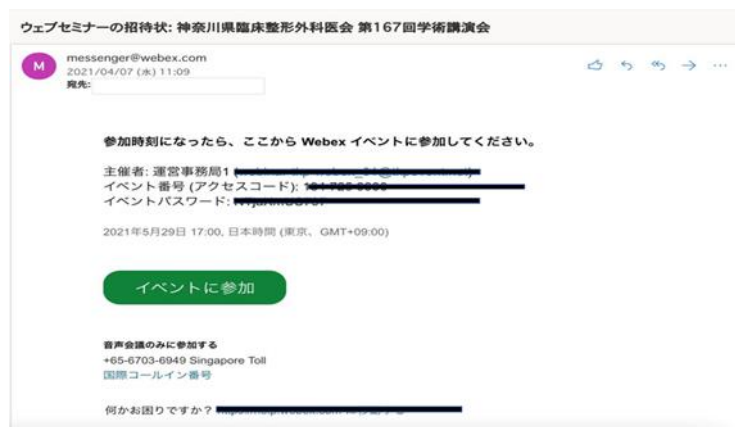 ウェブセミナーの招待状: 神奈川県臨床整形外科医会 第167回学術講演会
M
messenger@webex.com
2021/04/07 (水) 11:09
宛先:
参加時刻になったら、ここから Webex イベントに参加してください。
主催者: 運営事務局1
イベント番号 (アクセスコード):
イベントパスワード:
2021年5月29日 17:00, 日本時間 (東京、GMT+09:00)
イベントに参加
音声会議のみに参加する
+65-6703-6949 Singapore Toll
国際コールイン番号
何かお困りですか?